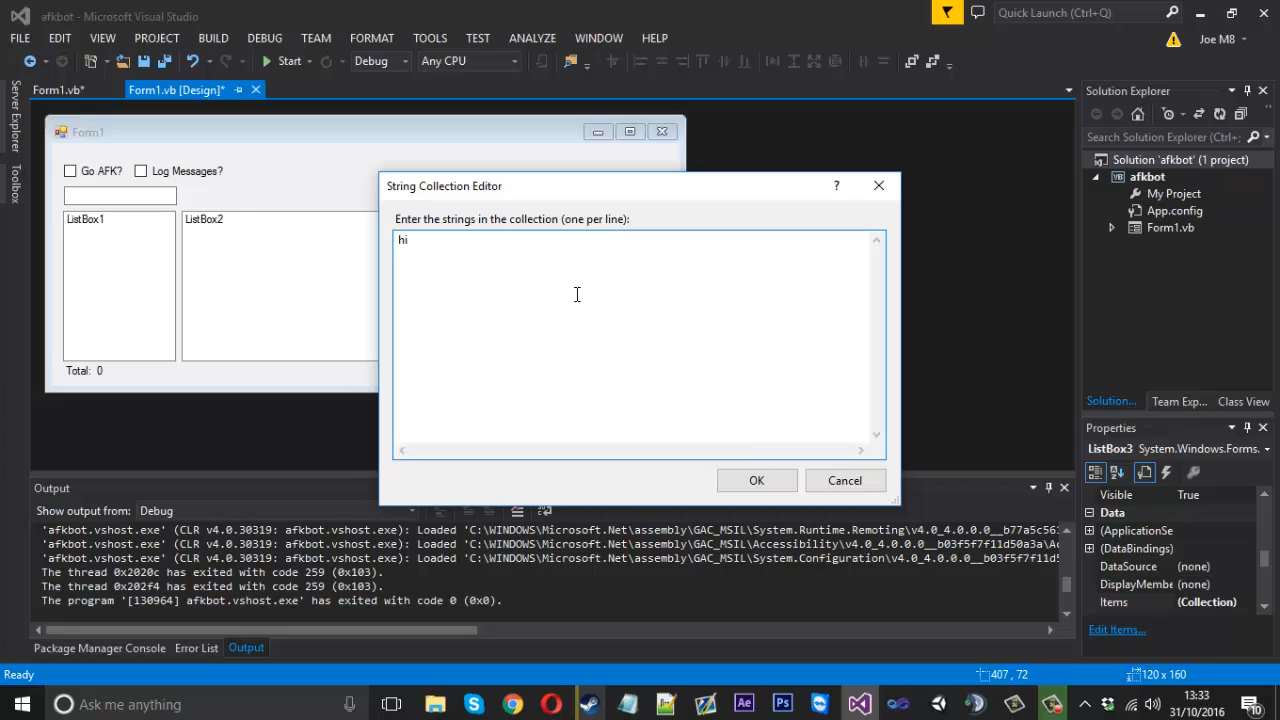 afkbot - Microsoft Visual Studio
Quick Launch (Ctrl+Q)
FILE EDIT VIEW PROJECT BUILD DEBUG TEAM FORMAT TOOLS TEST ANALYZE WINDOW HELP
Joe M8
Start Debug Any CPU
Server Explorer
Toolbox
Form1.vb*
Form1.vb [Design]*
Form1
Go AFK? Log Messages?
ListBox1
ListBox2
Total: 0
String Collection Editor
?
Enter the strings in the collection (one per line):
hi
OK
Cancel
Solution Explorer
Search Solution Explorer (Ctrl+;
Solution 'afkbot' (1 project)
VB afkbot
My Project
App.config
Form1.vb
Solution... Team Exp... Class View
Properties
ListBox3 System.Windows.Forms.
Visible True
Data
(ApplicationSe
(DataBindings)
DataSource (none)
DisplayMembe (none)
Items (Collection)
Edit Items...
Output
Show output from: Debug
'afkbot.vshost.exe' (CLR v4.0.30319: afkbot.vshost.exe): Loaded 'C:\WINDOWS\Microsoft.Net\assembly\GAC_MSIL\System.Runtime.Remoting\v4.0_4.0.0.0__b77a5c56
'afkbot.vshost.exe' (CLR v4.0.30319: afkbot.vshost.exe): Loaded 'C:\WINDOWS\Microsoft.Net\assembly\GAC_MSIL\Accessibility\v4.0_4.0.0.0__b03f5f7f11d50a3a\Ac
'afkbot.vshost.exe' (CLR v4.0.30319: afkbot.vshost.exe): Loaded 'C:\WINDOWS\Microsoft.Net\assembly\GAC_MSIL\System.Configuration\v4.0_4.0.0.0__b03f5f7f11d5
The thread 0x2020c has exited with code 259 (0x103).
The thread 0x202f4 has exited with code 259 (0x103).
The program '[130964] afkbot.vshost.exe' has exited with code 0 (0x0).
Package Manager Console Error List Output
Ready
407 , 72
120 x 160
Ask me something
Ae
Ps
13:33
31/10/2016
10